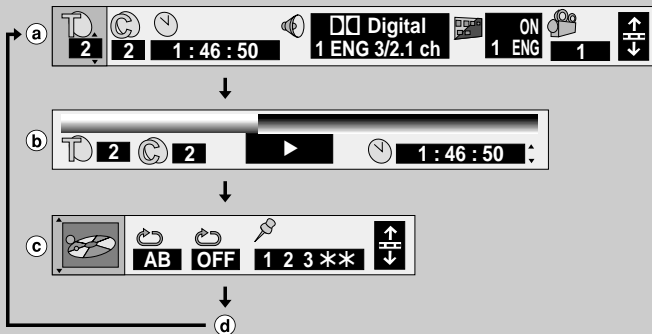 a
T C Digital ON
2 2 1 : 46 : 50 1 ENG 3/2.1 ch 1 ENG 1
b
T 2 C 2 1 : 46 : 50
c
AB OFF 1 2 3 ＊＊
d